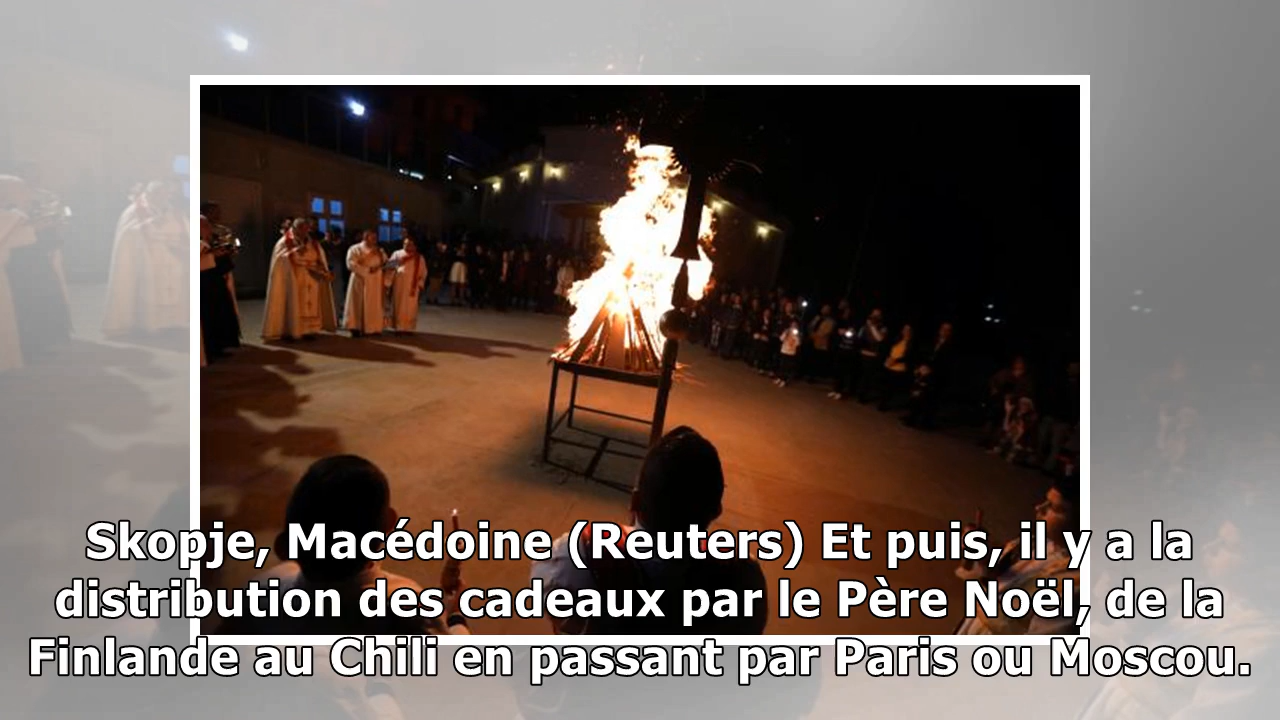 Skopje, Macédoine (Reuters) Et puis, il y a la
distribution des cadeaux par le Père Noël, de la
Finlande au Chili en passant par Paris ou Moscou.